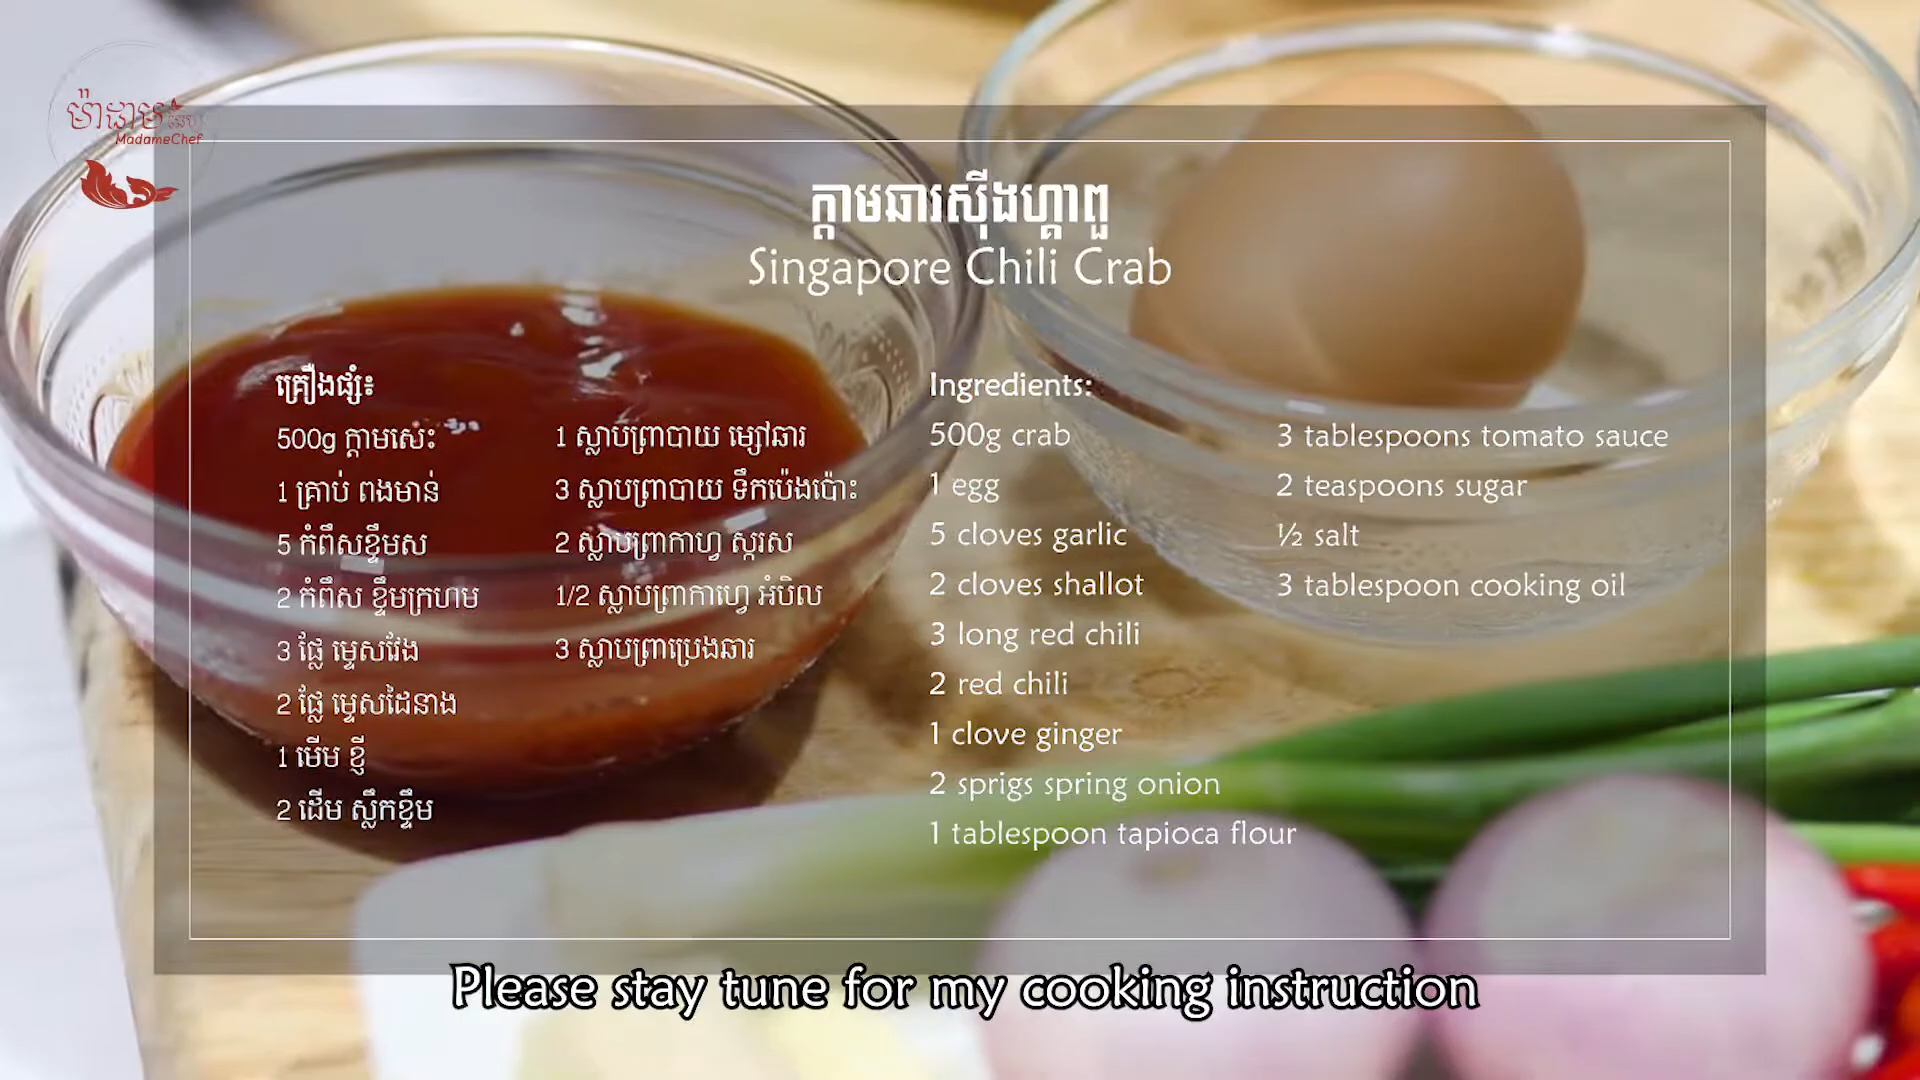 ម៉ាដាម
MadameChef
ក្តាមឆារស៊ីងហ្គាពួ
Singapore Chili Crab
គ្រឿងផ្សំ៖
500g ក្តាមសេះ
1 គ្រាប់ ពងមាន់
5 កំពឹសខ្ទឹមស
2 កំពឹស ខ្ទឹមក្រហម
3 ផ្លែ ម្ទេសវែង
2 ផ្លែ ម្ទេសដៃនាង
1 មើម ខ្ញី
2 ដើម ស្លឹកខ្ទឹម
1 ស្លាបព្រាបាយ ម្សៅឆារ
3 ស្លាបព្រាបាយ ទឹកប៉េងប៉ោះ
2 ស្លាបព្រាកាហ្វេ ស្ករស
1/2 ស្លាបព្រាកាហ្វេ អំបិល
3 ស្លាបព្រាប្រេងឆារ
Ingredients:
500g crab
1 egg
5 cloves garlic
2 cloves shallot
3 long red chili
2 red chili
1 clove ginger
2 sprigs spring onion
1 tablespoon tapioca flour
3 tablespoons tomato sauce
2 teaspoons sugar
½ salt
3 tablespoon cooking oil
Please stay tune for my cooking instruction